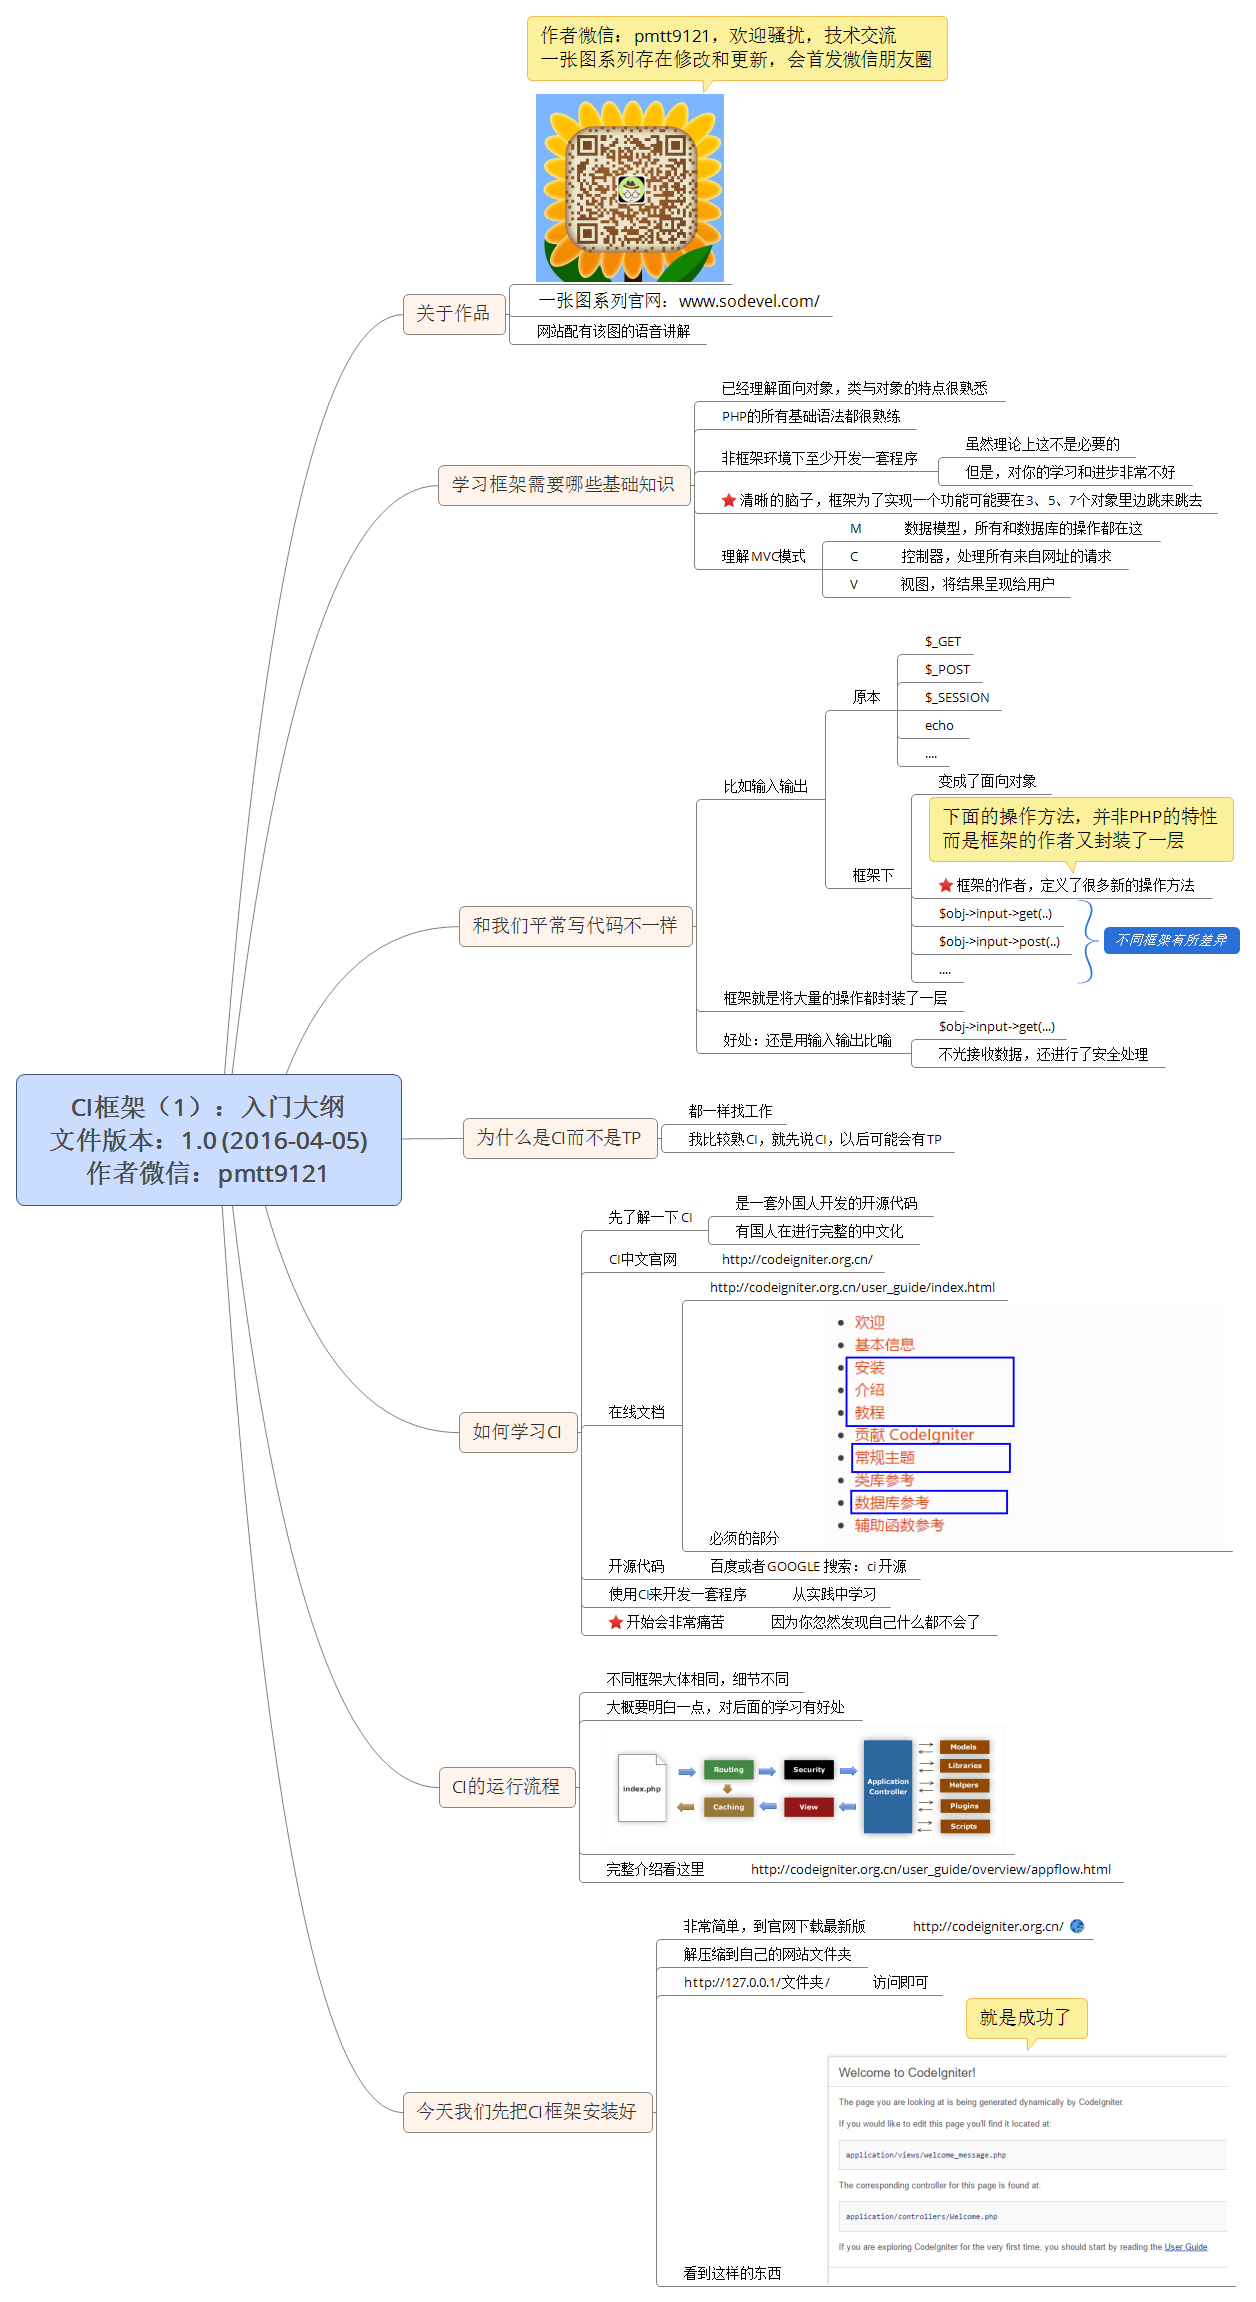 作者微信：pmtt9121，欢迎骚扰，技术交流
一张图系列存在修改和更新，会首发微信朋友圈
关于作品
一张图系列官网：www.sodevel.com/
网站配有该图的语音讲解
学习框架需要哪些基础知识
已经理解面向对象，类与对象的特点很熟悉
PHP的所有基础语法都很熟练
非框架环境下至少开发一套程序
虽然理论上这不是必要的
但是，对你的学习和进步非常不好
清晰的脑子，框架为了实现一个功能可能要在3、5、7个对象里边跳来跳去
理解MVC模式
M
数据模型，所有和数据库的操作都在这
C
控制器，处理所有来自网址的请求
V
视图，将结果呈现给用户
和我们平常写代码不一样
比如输入输出
原本
$_GET
$_POST
$_SESSION
echo
....
框架下
变成了面向对象
下面的操作方法，并非PHP的特性
而是框架的作者又封装了一层
框架的作者，定义了很多新的操作方法
$obj->input->get(..)
$obj->input->post(..)
....
不同框架有所差异
框架就是将大量的操作都封装了一层
好处：还是用输入输出比喻
$obj->input->get(...)
不光接收数据，还进行了安全处理
CI框架（1）：入门大纲
文件版本：1.0 (2016-04-05)
作者微信：pmtt9121
为什么是CI而不是TP
都一样找工作
我比较熟CI，就先说CI，以后可能会有TP
如何学习CI
先了解一下CI
是一套外国人开发的开源代码
有国人在进行完整的中文化
CI中文官网
http://codeigniter.org.cn/
在线文档
http://codeigniter.org.cn/user_guide/index.html
必须的部分
欢迎
基本信息
安装
介绍
教程
贡献 CodeIgniter
常规主题
类库参考
数据库参考
辅助函数参考
开源代码
百度或者GOOGLE 搜索：ci 开源
使用CI来开发一套程序
从实践中学习
开始会非常痛苦
因为你忽然发现自己什么都不会了
CI的运行流程
不同框架大体相同，细节不同
大概要明白一点，对后面的学习有好处
index.php
Routing
Security
Caching
View
Application
Controller
Models
Libraries
Helpers
Plugins
Scripts
完整介绍看这里
http://codeigniter.org.cn/user_guide/overview/appflow.html
今天我们先把CI框架安装好
非常简单，到官网下载最新版
http://codeigniter.org.cn/
解压缩到自己的网站文件夹
http://127.0.0.1/文件夹/
访问即可
就是成功了
看到这样的东西
Welcome to CodeIgniter!
The page you are looking at is being generated dynamically by CodeIgniter.
If you would like to edit this page you'll find it located at:
application/views/welcome_message.php
The corresponding controller for this page is found at:
application/controllers/Welcome.php
If you are exploring CodeIgniter for the very first time, you should start by reading the User Guide.